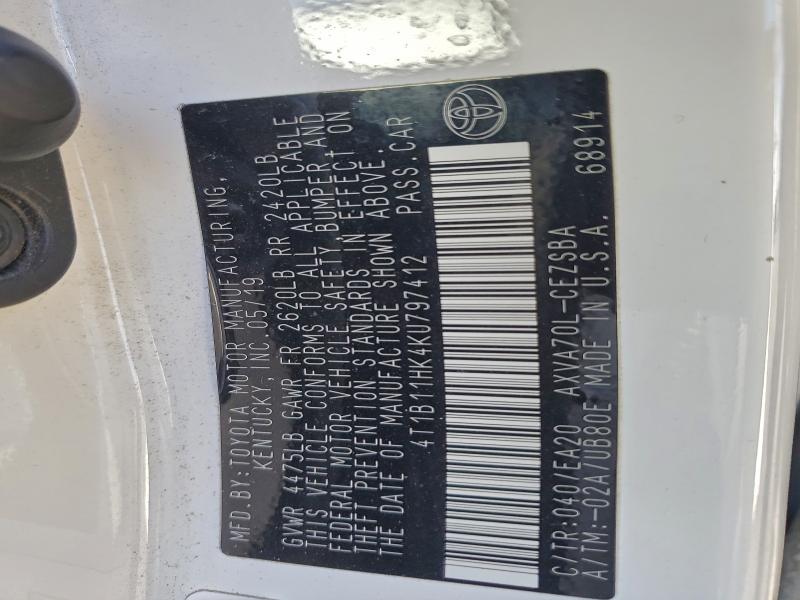 MFD.BY:TOYOTA MOTOR MANUFACTURING,
KENTUCKY, INC 05/19
GVWR 4475LB GAWR FR 2620LB RR 2420LB
THIS VEHICLE CONFORMS TO ALL APPLICABLE
FEDERAL MOTOR VEHICLE SAFETY BUMPER, AND
THEFT PREVENTION STANDARDS IN EFFECT ON
THE DATE OF MANUFACTURE SHOWN ABOVE.
4T1B11HK4KU797412 PASS.CAR
C/TR:040/EA20 AXVA70L-CEZSBA
A/TM:-02A/UB80E MADE IN U.S.A. 68914